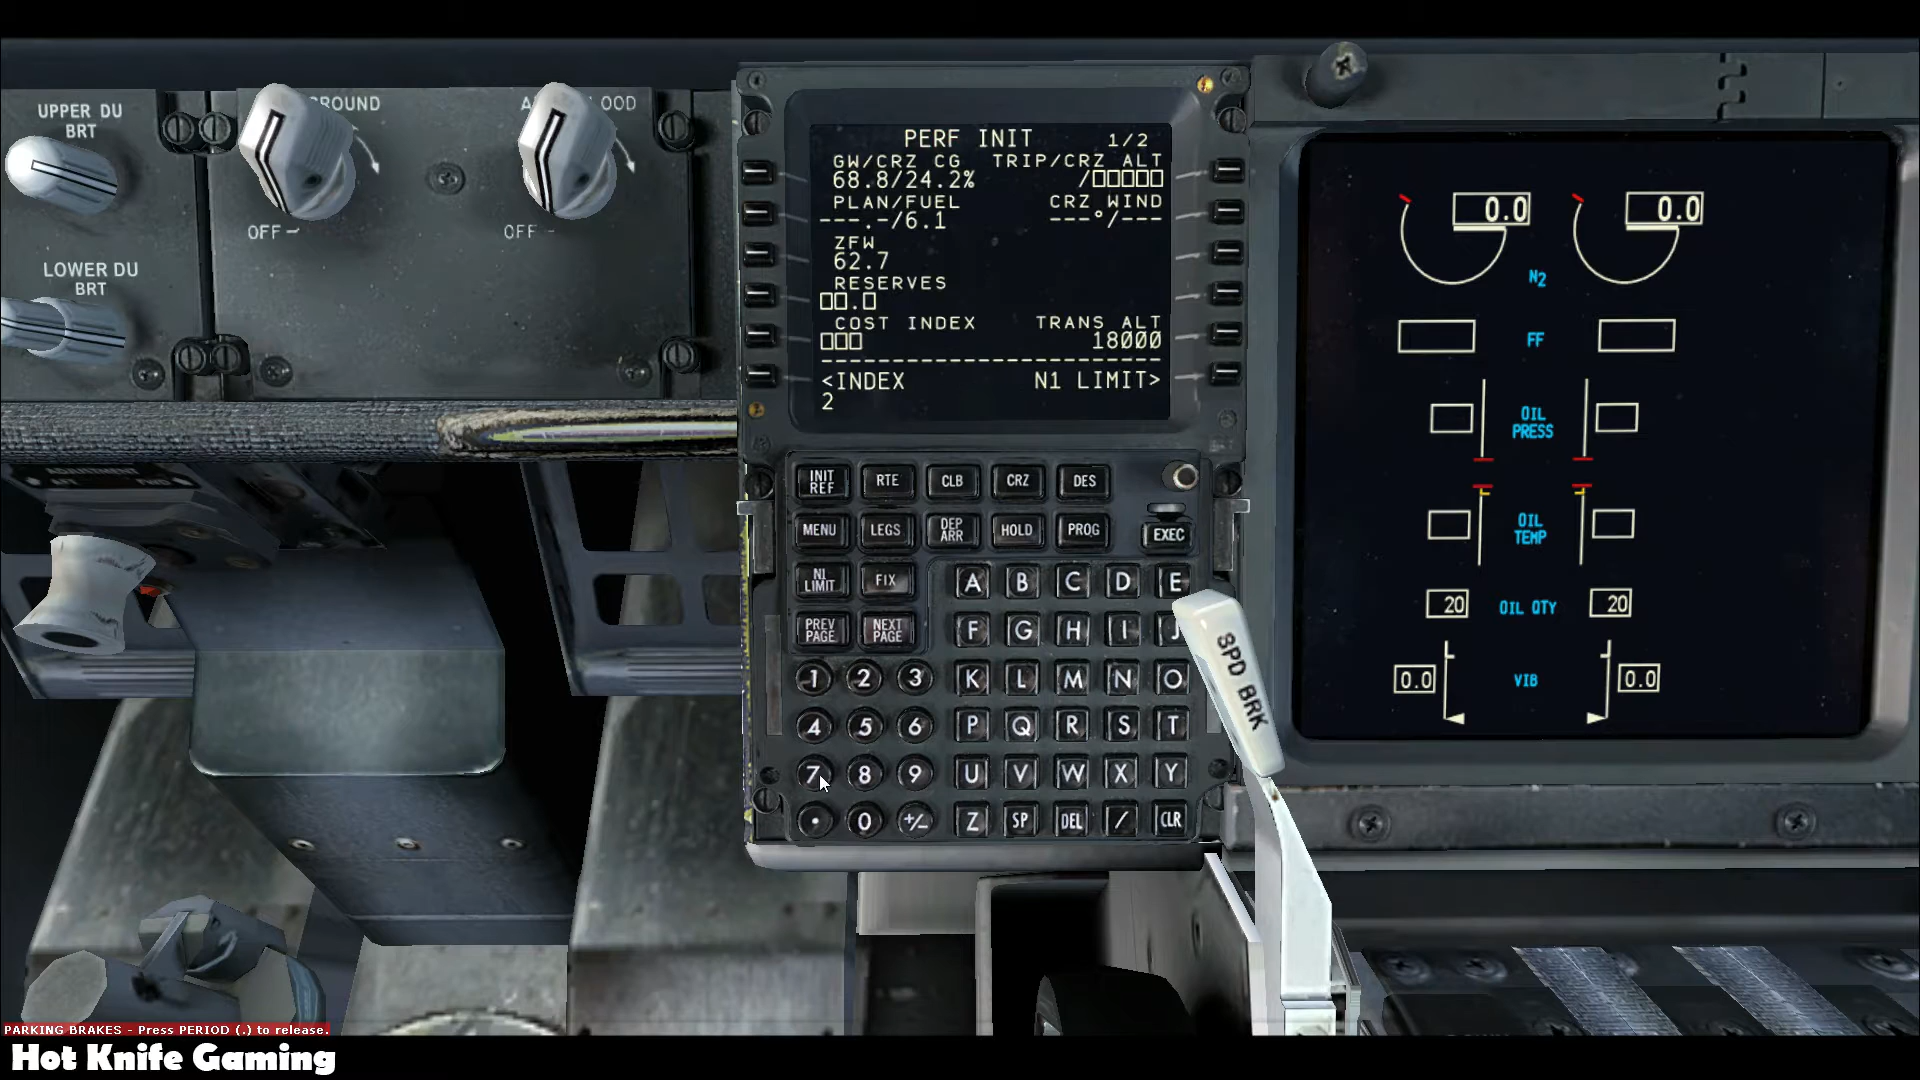 UPPER DU
BRT
OFF
OFF
LOWER DU
BRT
PERF INIT 1/2
GW/CRZ CG TRIP/CRZ ALT
68.8/24.2% /□□□□□
PLAN/FUEL CRZ WIND
---.-/6.1 ---°/---
ZFW
62.7
RESERVES
□□.□
COST INDEX TRANS ALT
□□□ 18000
<INDEX N1 LIMIT>
2
INIT REF RTE CLB CRZ DES
MENU LEGS DEP ARR HOLD PROG EXEC
N1 LIMIT FIX A B C D E
PREV PAGE NEXT PAGE F G H I J
1 2 3 K L M N O
4 5 6 P Q R S T
7 8 9 U V W X Y
. 0 +/- Z SP DEL / CLR
SPD BRK
0.0 0.0
N2
FF
OIL
PRESS
OIL
TEMP
20 OIL QTY 20
0.0 VIB 0.0
PARKING BRAKES - Press PERIOD (.) to release.
Hot Knife Gaming